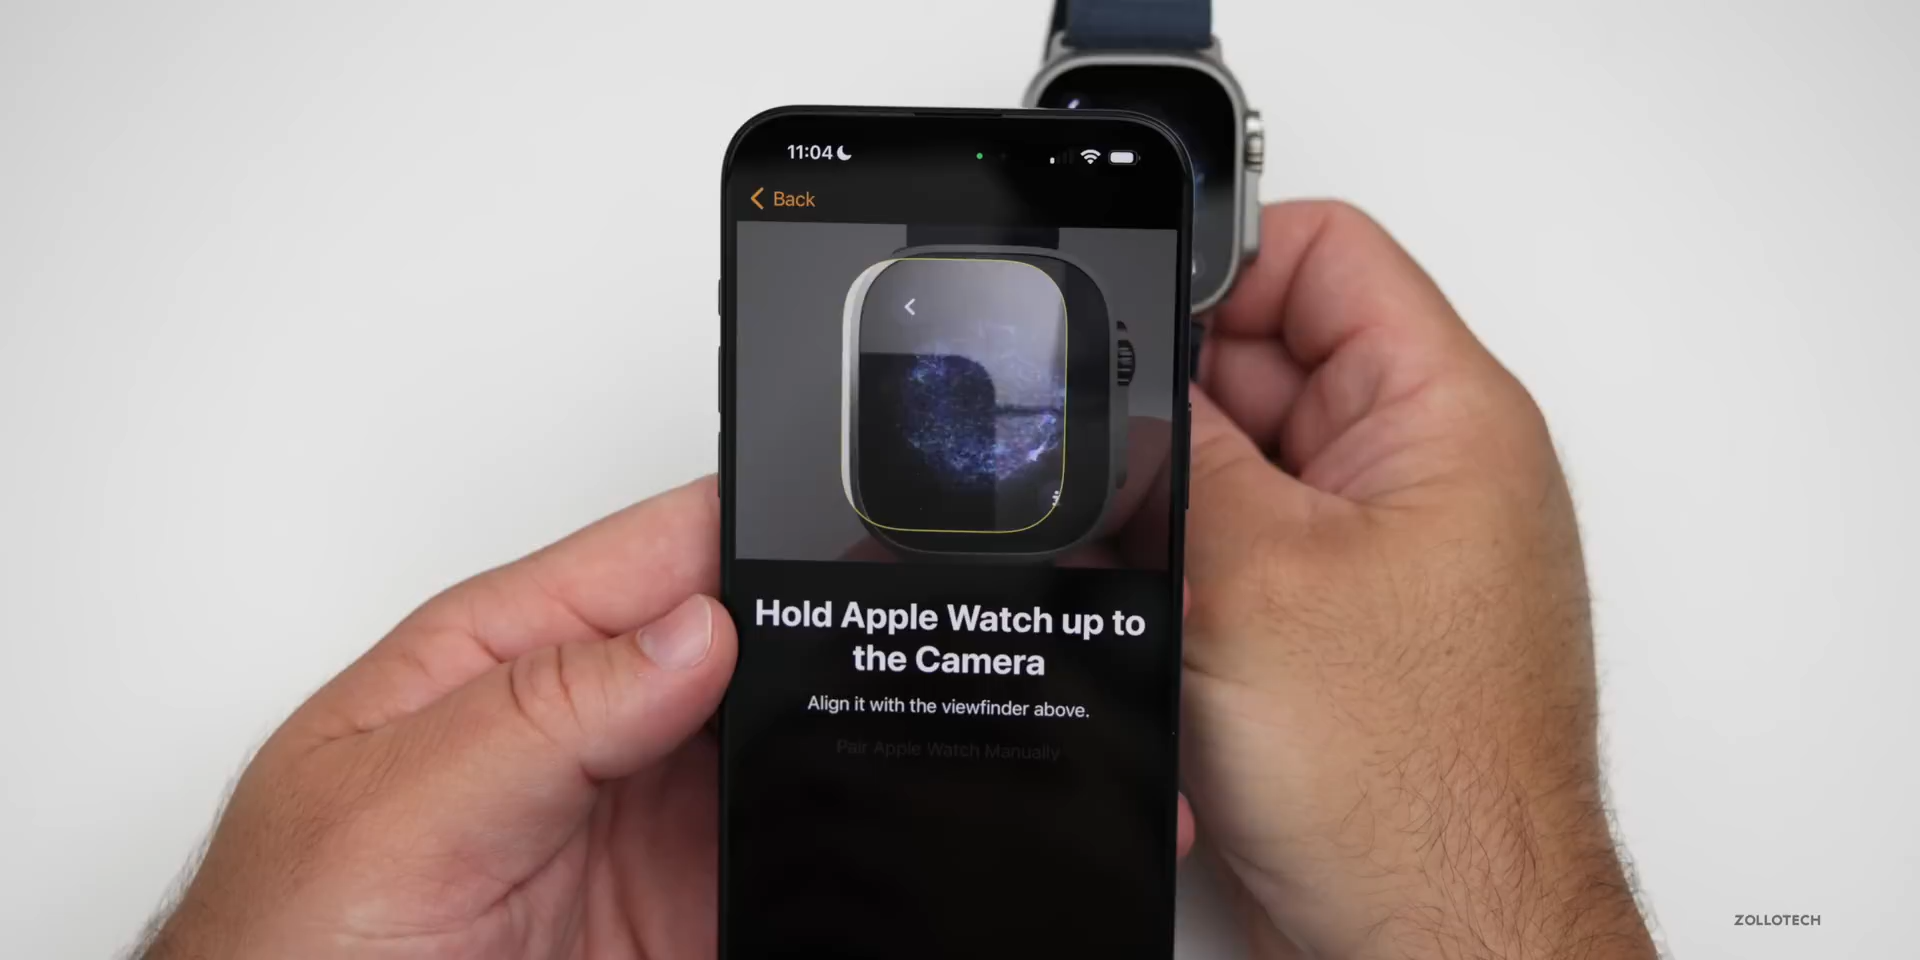 11:04
Back
Hold Apple Watch up to
the Camera
Align it with the viewfinder above.
Pair Apple Watch Manually
ZOLLOTECH